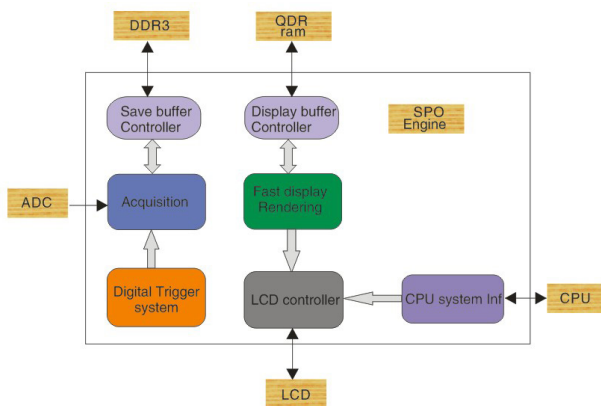 DDR3
QDR
ram
Save buffer
Controller
Display buffer
Controller
SPO
Engine
ADC
Acquisition
Fast display
Rendering
Digital Trigger
system
LCD controller
CPU system Inf
CPU
LCD